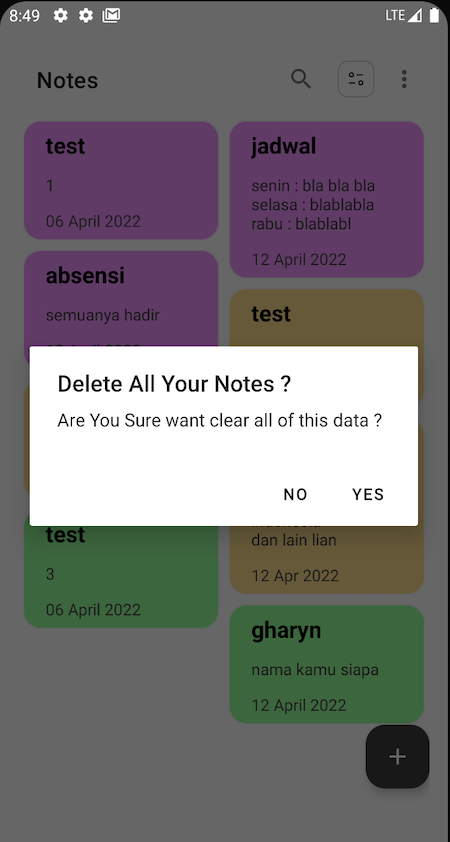 8:49
LTE
Notes
test
1
06 April 2022
jadwal
senin : bla bla bla
selasa : blablabla
rabu : blablabl
12 April 2022
absensi
semuanya hadir
test
Delete All Your Notes ?
Are You Sure want clear all of this data ?
NO
YES
dan lain lian
12 Apr 2022
test
3
06 April 2022
gharyn
nama kamu siapa
12 April 2022